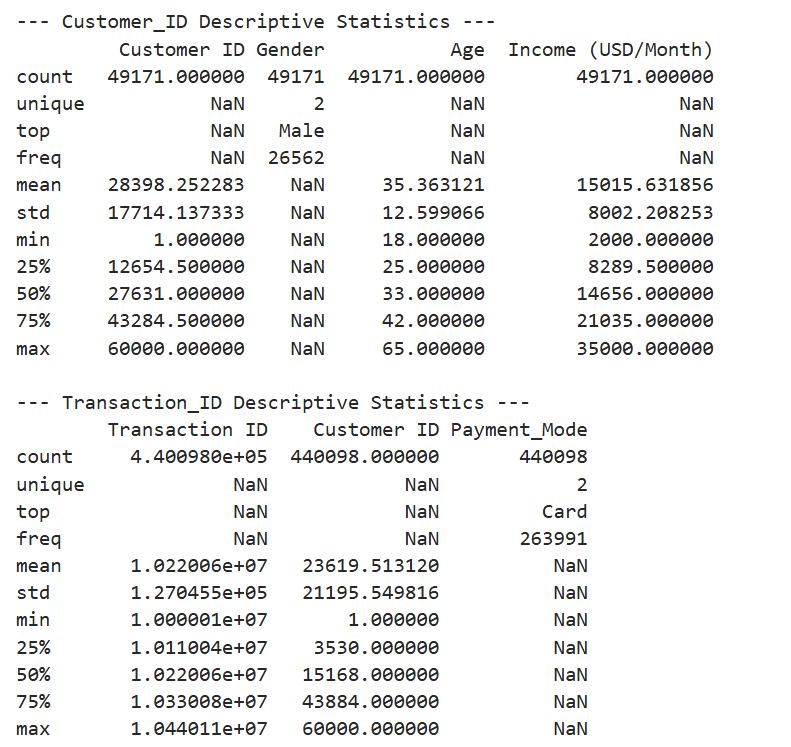 --- Customer_ID Descriptive Statistics ---
Customer ID Gender Age Income (USD/Month)
count 49171.000000 49171 49171.000000 49171.000000
unique NaN 2 NaN NaN
top NaN Male NaN NaN
freq NaN 26562 NaN NaN
mean 28398.252283 NaN 35.363121 15015.631856
std 17714.137333 NaN 12.599066 8002.208253
min 1.000000 NaN 18.000000 2000.000000
25% 12654.500000 NaN 25.000000 8289.500000
50% 27631.000000 NaN 33.000000 14656.000000
75% 43284.500000 NaN 42.000000 21035.000000
max 60000.000000 NaN 65.000000 35000.000000
--- Transaction_ID Descriptive Statistics ---
Transaction ID Customer ID Payment_Mode
count 4.400980e+05 440098.000000 440098
unique NaN NaN 2
top NaN NaN Card
freq NaN NaN 263991
mean 1.022006e+07 23619.513120 NaN
std 1.270455e+05 21195.549816 NaN
min 1.000001e+07 1.000000 NaN
25% 1.011004e+07 3530.000000 NaN
50% 1.022006e+07 15168.000000 NaN
75% 1.033008e+07 43884.000000 NaN
max 1.044011e+07 60000.000000 NaN